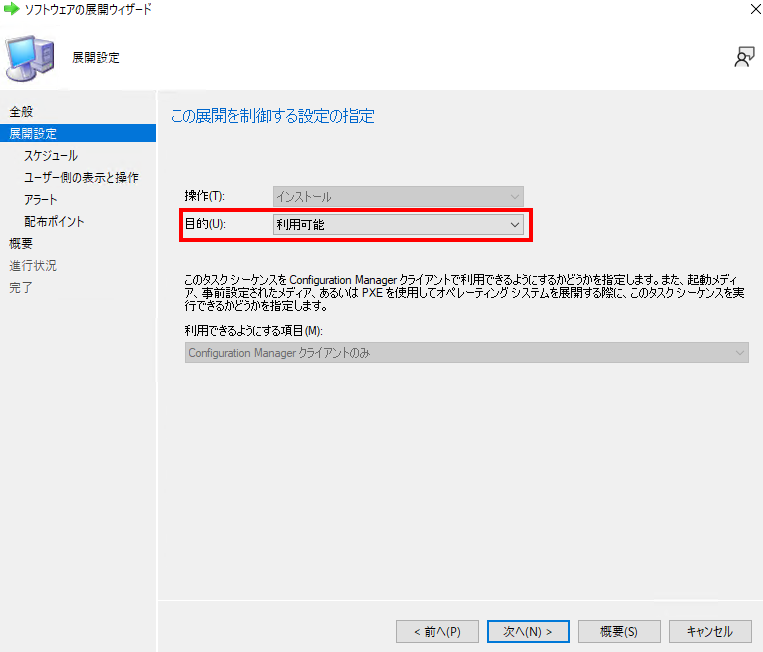 ソフトウェアの展開ウィザード
展開設定
全般
展開設定
スケジュール
ユーザー側の表示と操作
アラート
配布ポイント
概要
進行状況
完了
この展開を制御する設定の指定
操作(T):
インストール
目的(U):
利用可能
このタスク シーケンスを Configuration Manager クライアントで利用できるようにするかどうかを指定します。また、起動メディ
ア、事前設定されたメディア、あるいは PXE を使用してオペレーティング システムを展開する際に、このタスク シーケンスを実
行できるかどうかを指定します。
利用できるようにする項目(M):
Configuration Manager クライアントのみ
< 前へ(P)
次へ(N) >
概要(S)
キャンセル